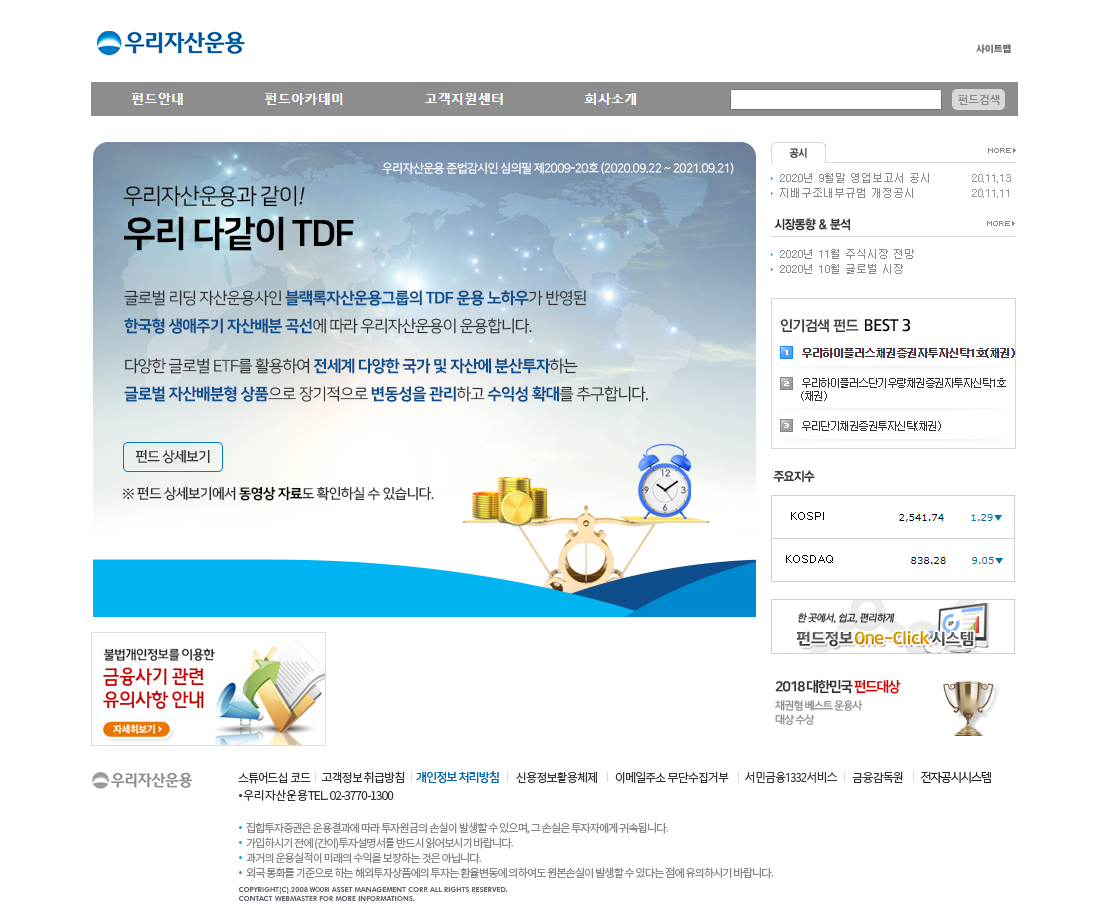 우리자산운용
사이트맵
펀드안내 펀드아카데미 고객지원센터 회사소개 펀드검색
우리자산운용 준법감시인 심의필 제2009-20호 (2020.09.22 ~ 2021.09.21)
우리자산운용과 같이!
우리 다같이 TDF
글로벌 리딩 자산운용사인 블랙록자산운용그룹의 TDF 운용 노하우가 반영된
한국형 생애주기 자산배분 곡선에 따라 우리자산운용이 운용합니다.
다양한 글로벌 ETF를 활용하여 전세계 다양한 국가 및 자산에 분산투자하는
글로벌 자산배분형 상품으로 장기적으로 변동성을 관리하고 수익성 확대를 추구합니다.
펀드 상세보기
※ 펀드 상세보기에서 동영상 자료도 확인하실 수 있습니다.
공시 MORE
2020년 9월말 영업보고서 공시 20.11.13
지배구조내부규범 개정공시 20.11.11
시장동향 & 분석 MORE
2020년 11월 주식시장 전망
2020년 10월 글로벌 시장
인기검색 펀드 BEST 3
1 우리하이플러스채권증권자투자신탁1호(채권)
2 우리하이플러스단기우량채권증권자투자신탁1호
(채권)
3 우리단기채권증권투자신탁(채권)
주요지수
KOSPI 2,541.74 1.29▼
KOSDAQ 838.28 9.05▼
한 곳에서, 쉽고, 편리하게
펀드정보 One-Click 시스템
2018 대한민국 펀드대상
채권형 베스트 운용사
대상 수상
불법개인정보를 이용한
금융사기 관련
유의사항 안내
자세히보기
우리자산운용
스튜어드십 코드 고객정보 취급방침 개인정보 처리방침 신용정보활용체제 이메일주소 무단수집거부 서민금융1332서비스 금융감독원 전자공시시스템
• 우리자산운용 TEL. 02-3770-1300
• 집합투자증권은 운용결과에 따라 투자원금의 손실이 발생할 수 있으며, 그 손실은 투자자에게 귀속됩니다.
• 가입하시기 전에 (간이)투자설명서를 반드시 읽어보시기 바랍니다.
• 과거의 운용실적이 미래의 수익을 보장하는 것은 아닙니다.
• 외국 통화를 기준으로 하는 해외투자상품에의 투자는 환율변동에 의하여도 원본손실이 발생할 수 있다는 점에 유의하시기 바랍니다.
COPYRIGHT(C) 2008 WOORI ASSET MANAGEMENT CORP. ALL RIGHTS RESERVED.
CONTACT WEBMASTER FOR MORE INFORMATIONS.